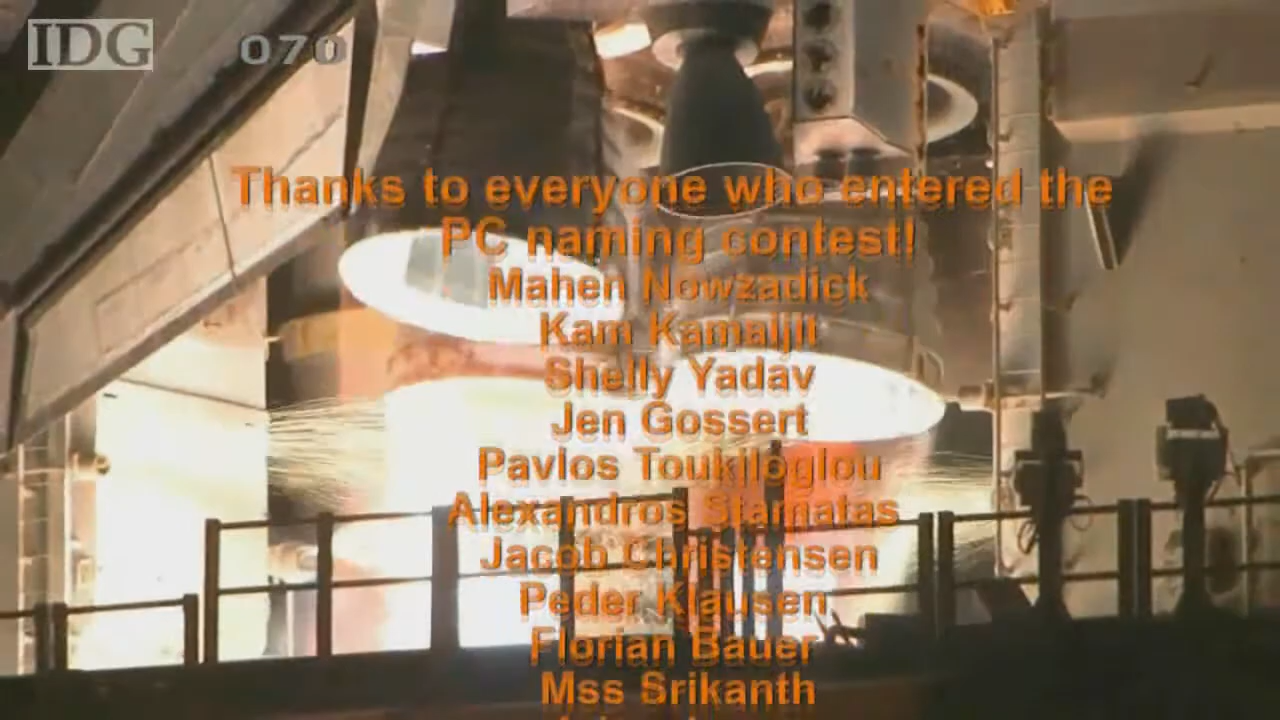 IDG
070
Thanks to everyone who entered the
PC naming contest!
Mahen Nowzadick
Kam Kamaljit
Shelly Yadav
Jen Gossert
Pavlos Toukiloglou
Alexandros Stamatas
Jacob Christensen
Peder Klausen
Florian Bauer
Mss Srikanth